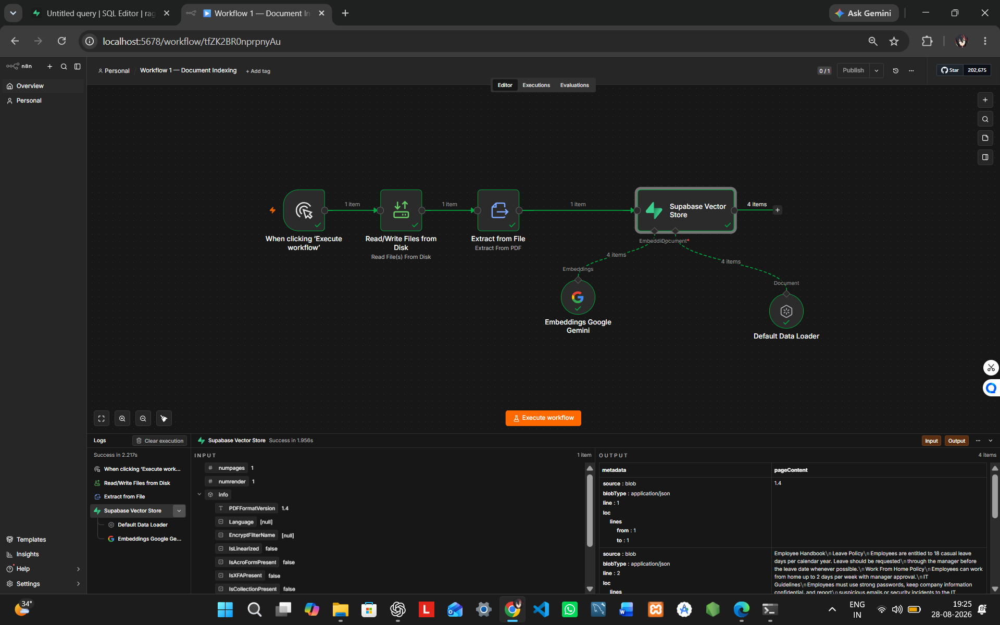 Untitled query | SQL Editor | rag
Workflow 1 — Document In
Ask Gemini
localhost:5678/workflow/tfZK2BR0nprpnyAu
n8n
Personal
Workflow 1 — Document Indexing
+ Add tag
0 / 1
Publish
Star
202,675
Overview
Personal
Editor
Executions
Evaluations
1 item
1 item
1 item
4 items
Supabase Vector
Store
When clicking ‘Execute
workflow’
Read/Write Files from
Disk
Read File(s) From Disk
Extract from File
Extract From PDF
Embeddin
Document*
4 items
4 items
Embeddings
Document
Embeddings Google
Gemini
Default Data Loader
Execute workflow
Logs
Clear execution
Supabase Vector Store Success in 1.956s
Input
Output
Success in 2.217s
When clicking ‘Execute work...
Read/Write Files from Disk
Extract from File
Supabase Vector Store
Default Data Loader
Embeddings Google Ge...
INPUT
1 item
# numpages 1
# numrender 1
info
T PDFFormatVersion 1.4
Language [null]
EncryptFilterName [null]
IsLinearized false
IsAcroFormPresent false
IsXFAPresent false
IsCollectionPresent false
OUTPUT
4 items
metadata
pageContent
source : blob
blobType : application/json
line : 1
loc
lines
from : 1
to : 1
1.4
source : blob
blobType : application/json
line : 2
loc
lines
Employee Handbook\n Leave Policy\n Employees are entitled to 18 casual leave
days per calendar year. Leave should be requested\n through the manager before
the leave date whenever possible.\n Work From Home Policy\n Employees can work
from home up to 2 days per week with manager approval.\n IT
Guidelines\n Employees must use strong passwords, keep company information
confidential, and report\n suspicious emails or security incidents to the IT
Templates
Insights
Help
Settings
34°
L
W
ENG
IN
19:25
28-08-2026